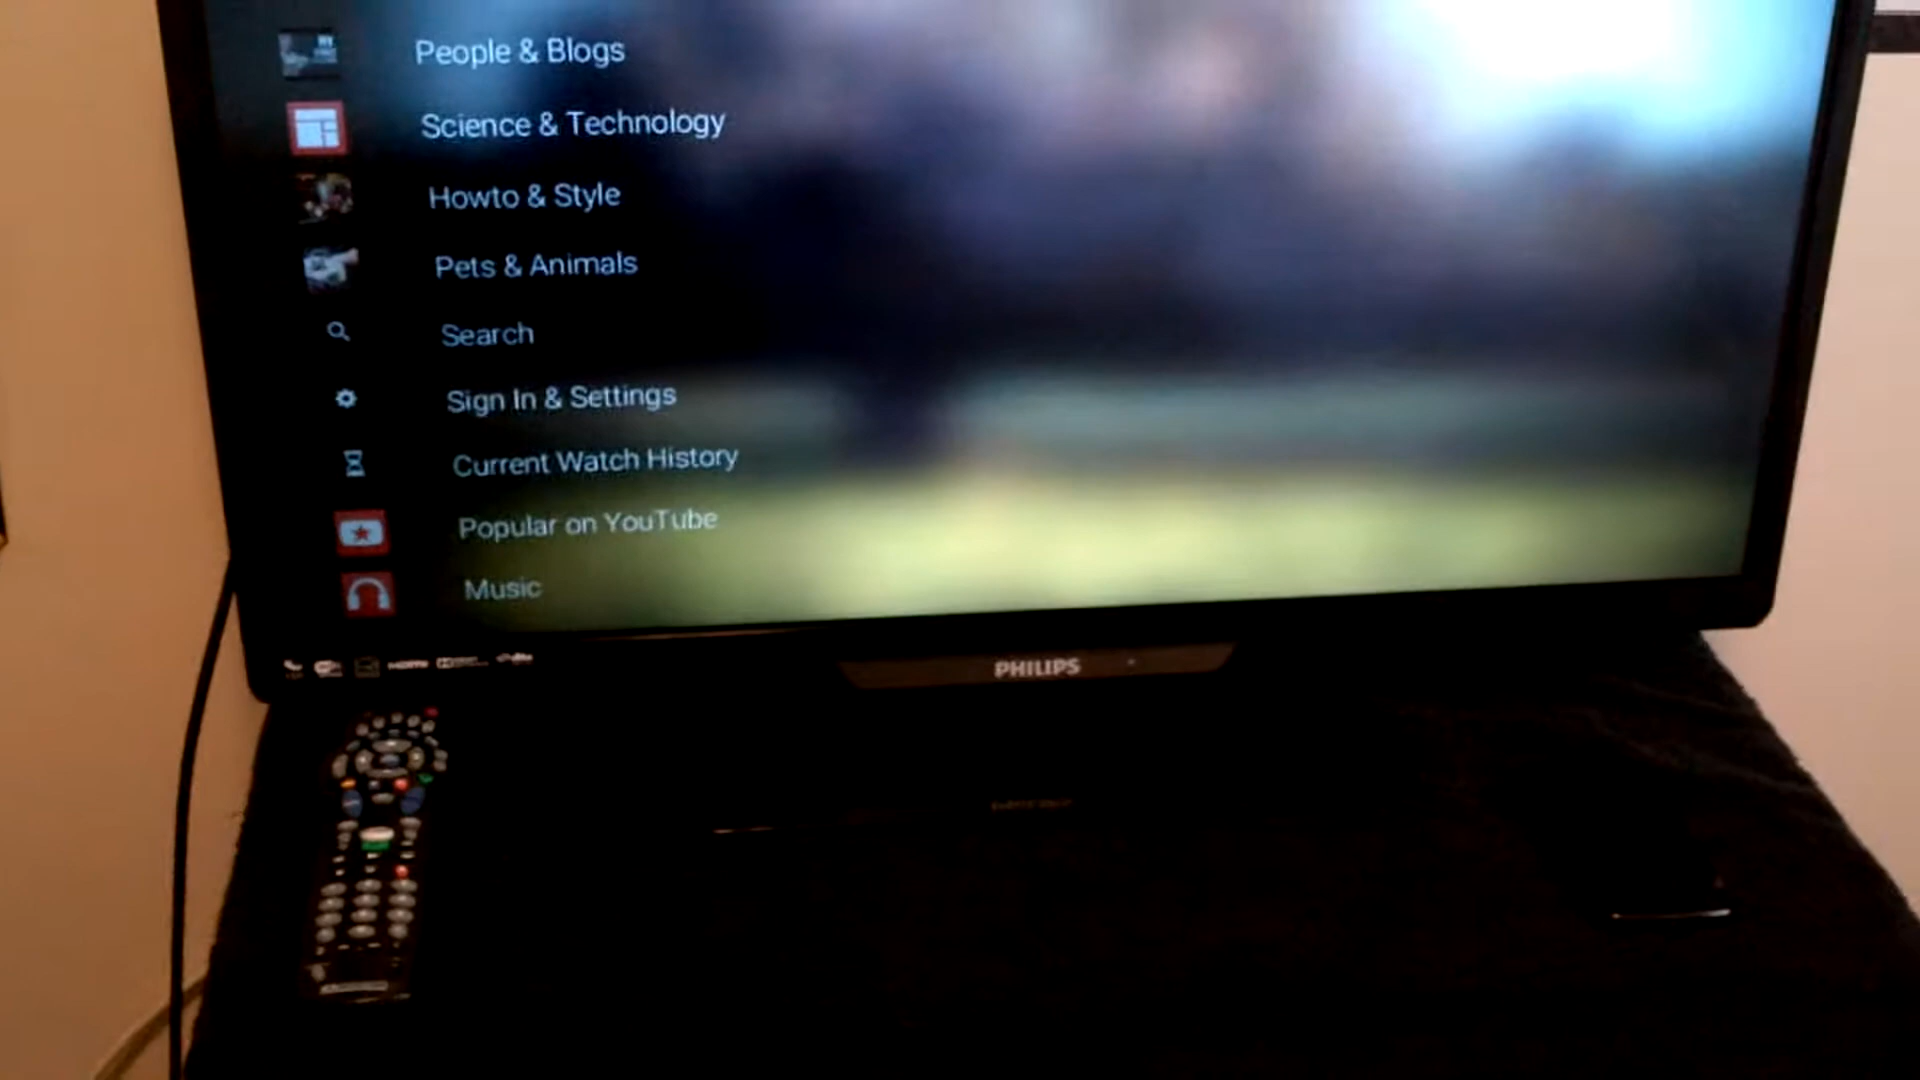 People & Blogs
Science & Technology
Howto & Style
Pets & Animals
Search
Sign In & Settings
Current Watch History
Popular on YouTube
Music
HDMI
PHILIPS